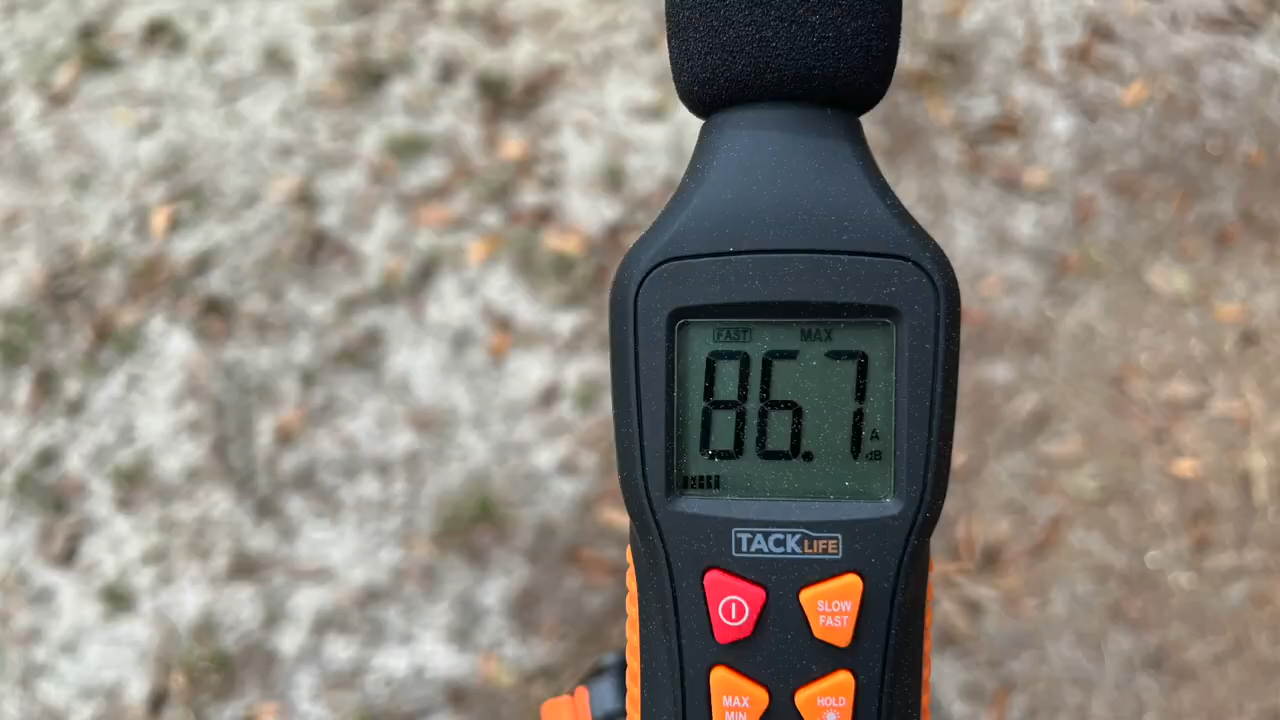 FAST MAX
86.7
A
dB
TACKLIFE
SLOW
FAST
MAX
MIN
HOLD